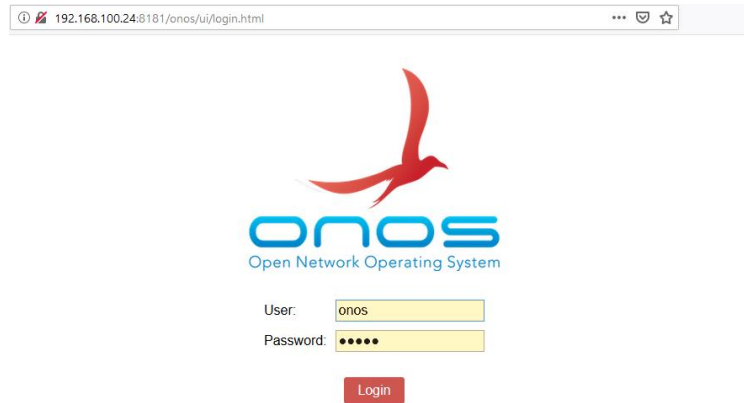 192.168.100.24:8181/onos/ui/login.html
onos
Open Network Operating System
User: onos
Password: •••••
Login